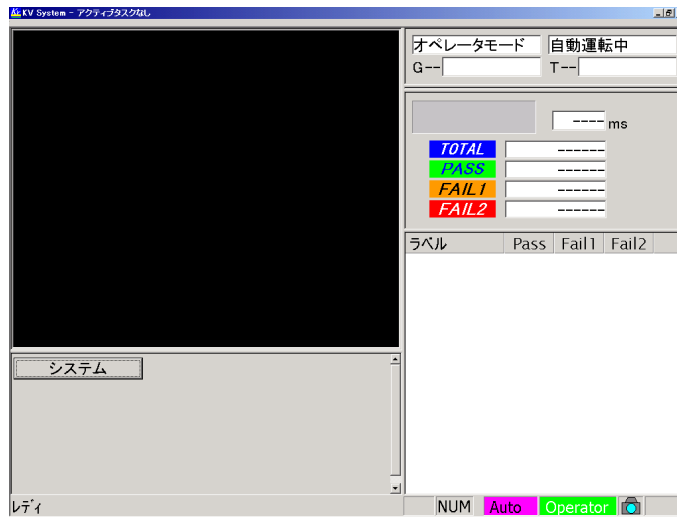 KV System - アクティブタスクなし
オペレータモード 自動運転中
G-- T--
---- ms
TOTAL ------
PASS ------
FAIL1 ------
FAIL2 ------
ラベル Pass Fail1 Fail2
システム
レディ NUM Auto Operator